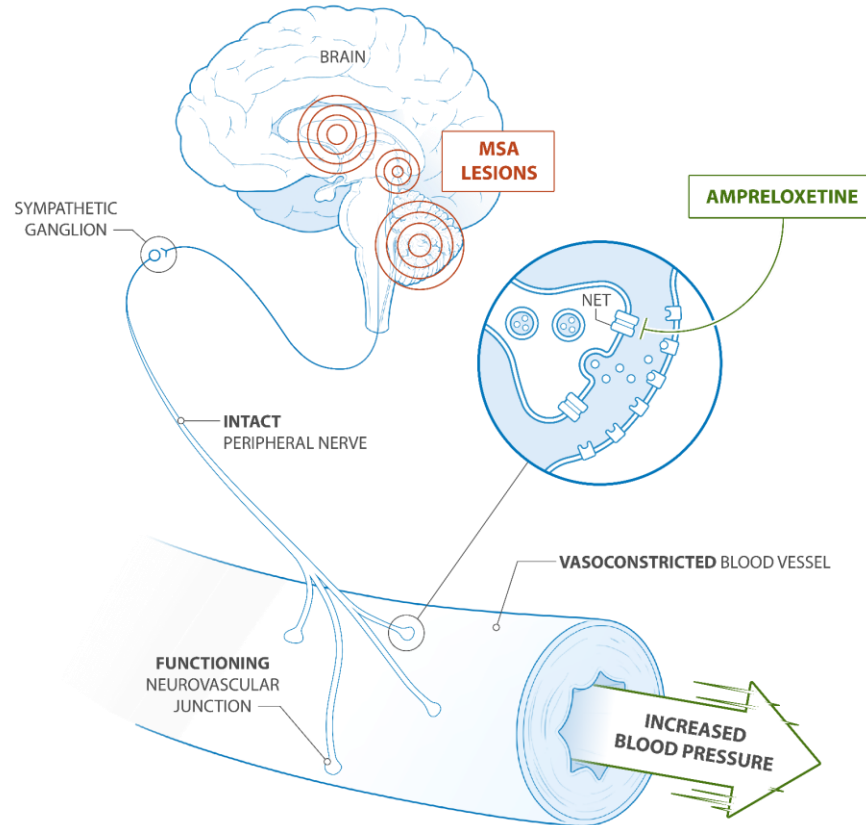 BRAIN
MSA
LESIONS
AMPRELOXETINE
SYMPATHETIC
GANGLION
NET
INTACT
PERIPHERAL NERVE
VASOCONSTRICTED BLOOD VESSEL
FUNCTIONING
NEUROVASCULAR
JUNCTION
INCREASED
BLOOD PRESSURE